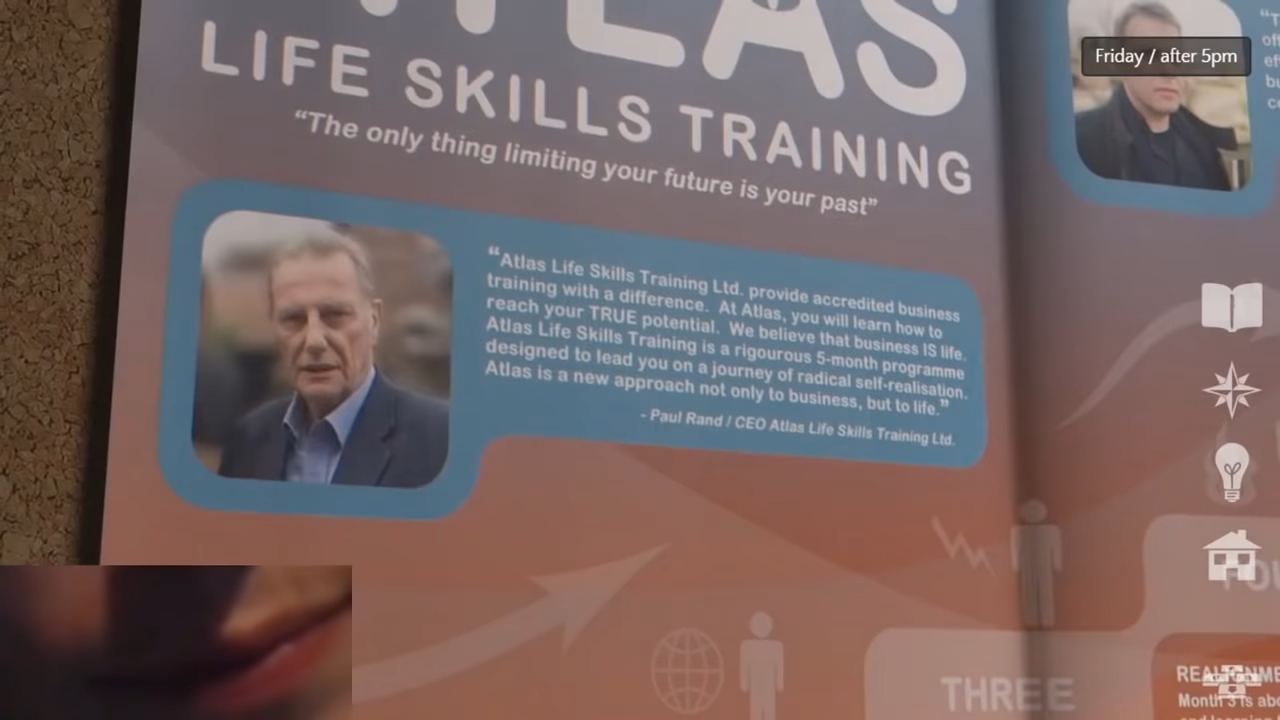 LIFE SKILLS TRAINING
“The only thing limiting your future is your past”
“Atlas Life Skills Training Ltd. provide accredited business
training with a difference. At Atlas, you will learn how to
reach your TRUE potential. We believe that business IS life.
Atlas Life Skills Training is a rigourous 5-month programme
designed to lead you on a journey of radical self-realisation.
Atlas is a new approach not only to business, but to life.”
- Paul Rand / CEO Atlas Life Skills Training Ltd.
Friday / after 5pm
THREE
Month 3 is